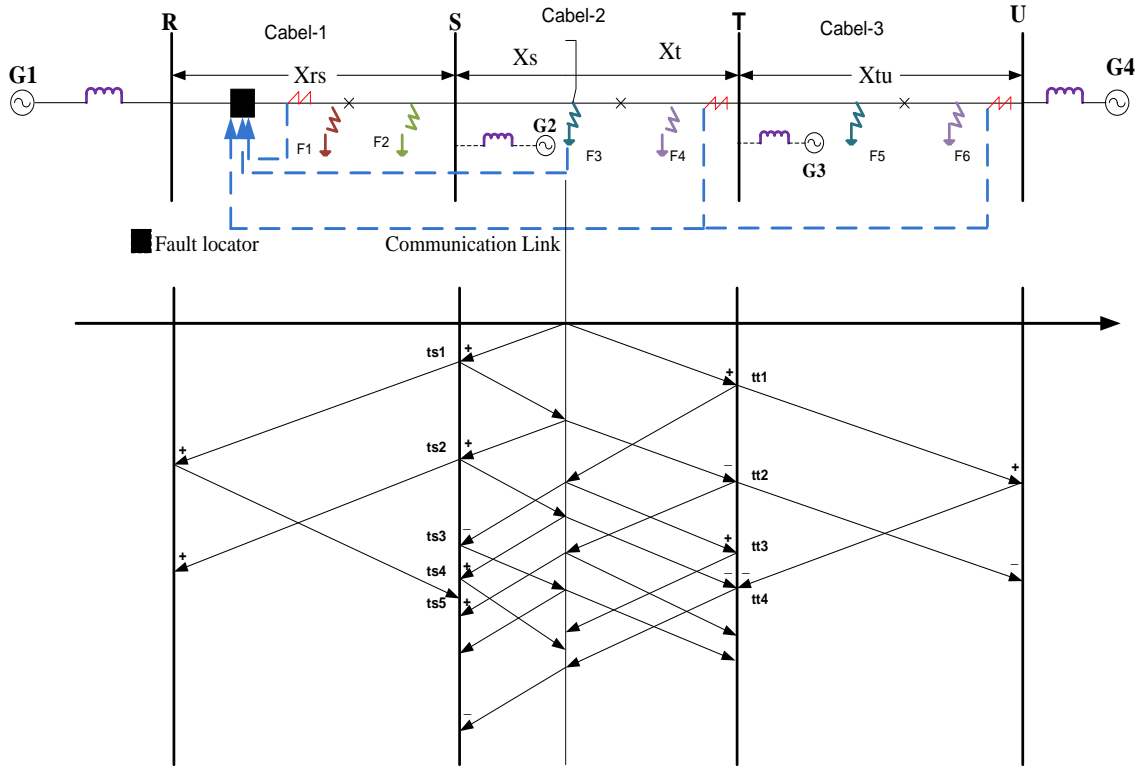 R
Cabel-1
S
Cabel-2
T
Cabel-3
U
G1
Xrs
Xs
Xt
Xtu
G4
F1
F2
G2
F3
F4
G3
F5
F6
Fault locator
Communication Link
ts1
+
+
tt1
+
ts2
+
−
tt2
+
ts3
−
+
tt3
+
ts4
+
−
−
−
tt4
ts5
+
−